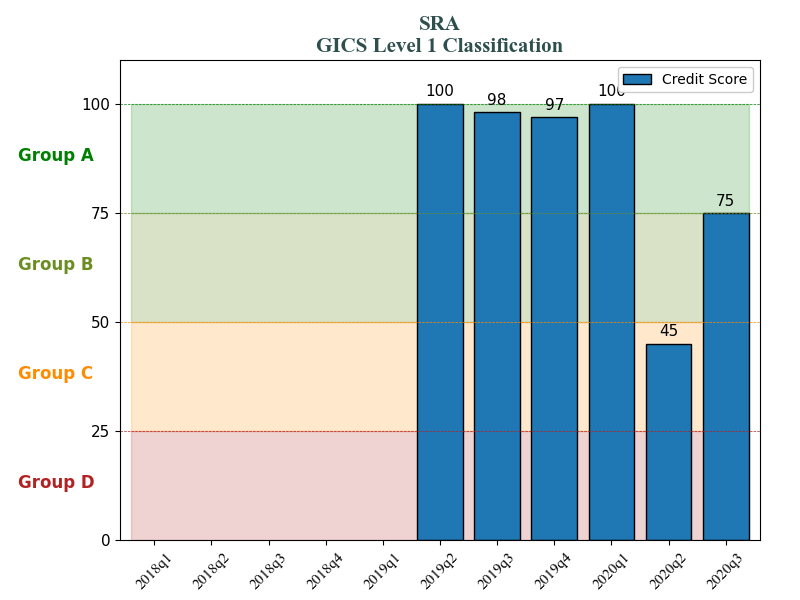 SRA
GICS Level 1 Classification
Credit Score
100
98
97
100
45
75
100
75
50
25
0
Group A
Group B
Group C
Group D
2018q1
2018q2
2018q3
2018q4
2019q1
2019q2
2019q3
2019q4
2020q1
2020q2
2020q3